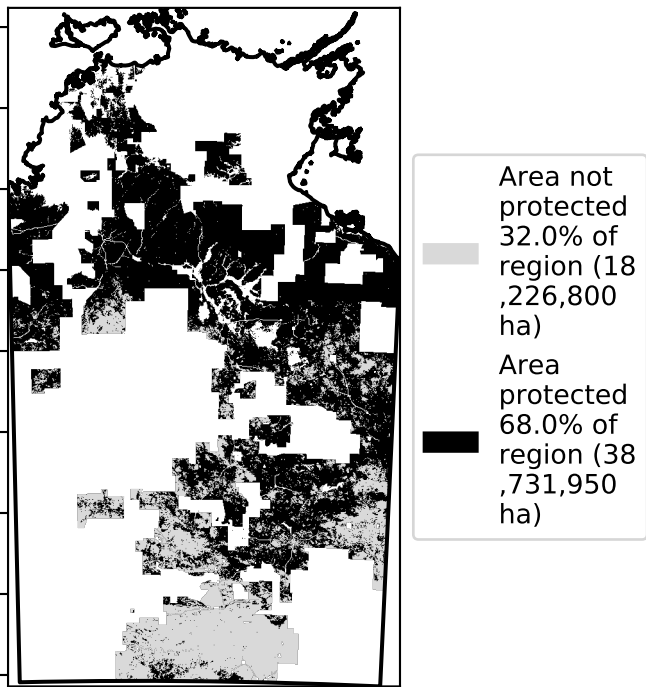 Area not
protected
32.0% of
region (18
,226,800
ha)
Area
protected
68.0% of
region (38
,731,950
ha)